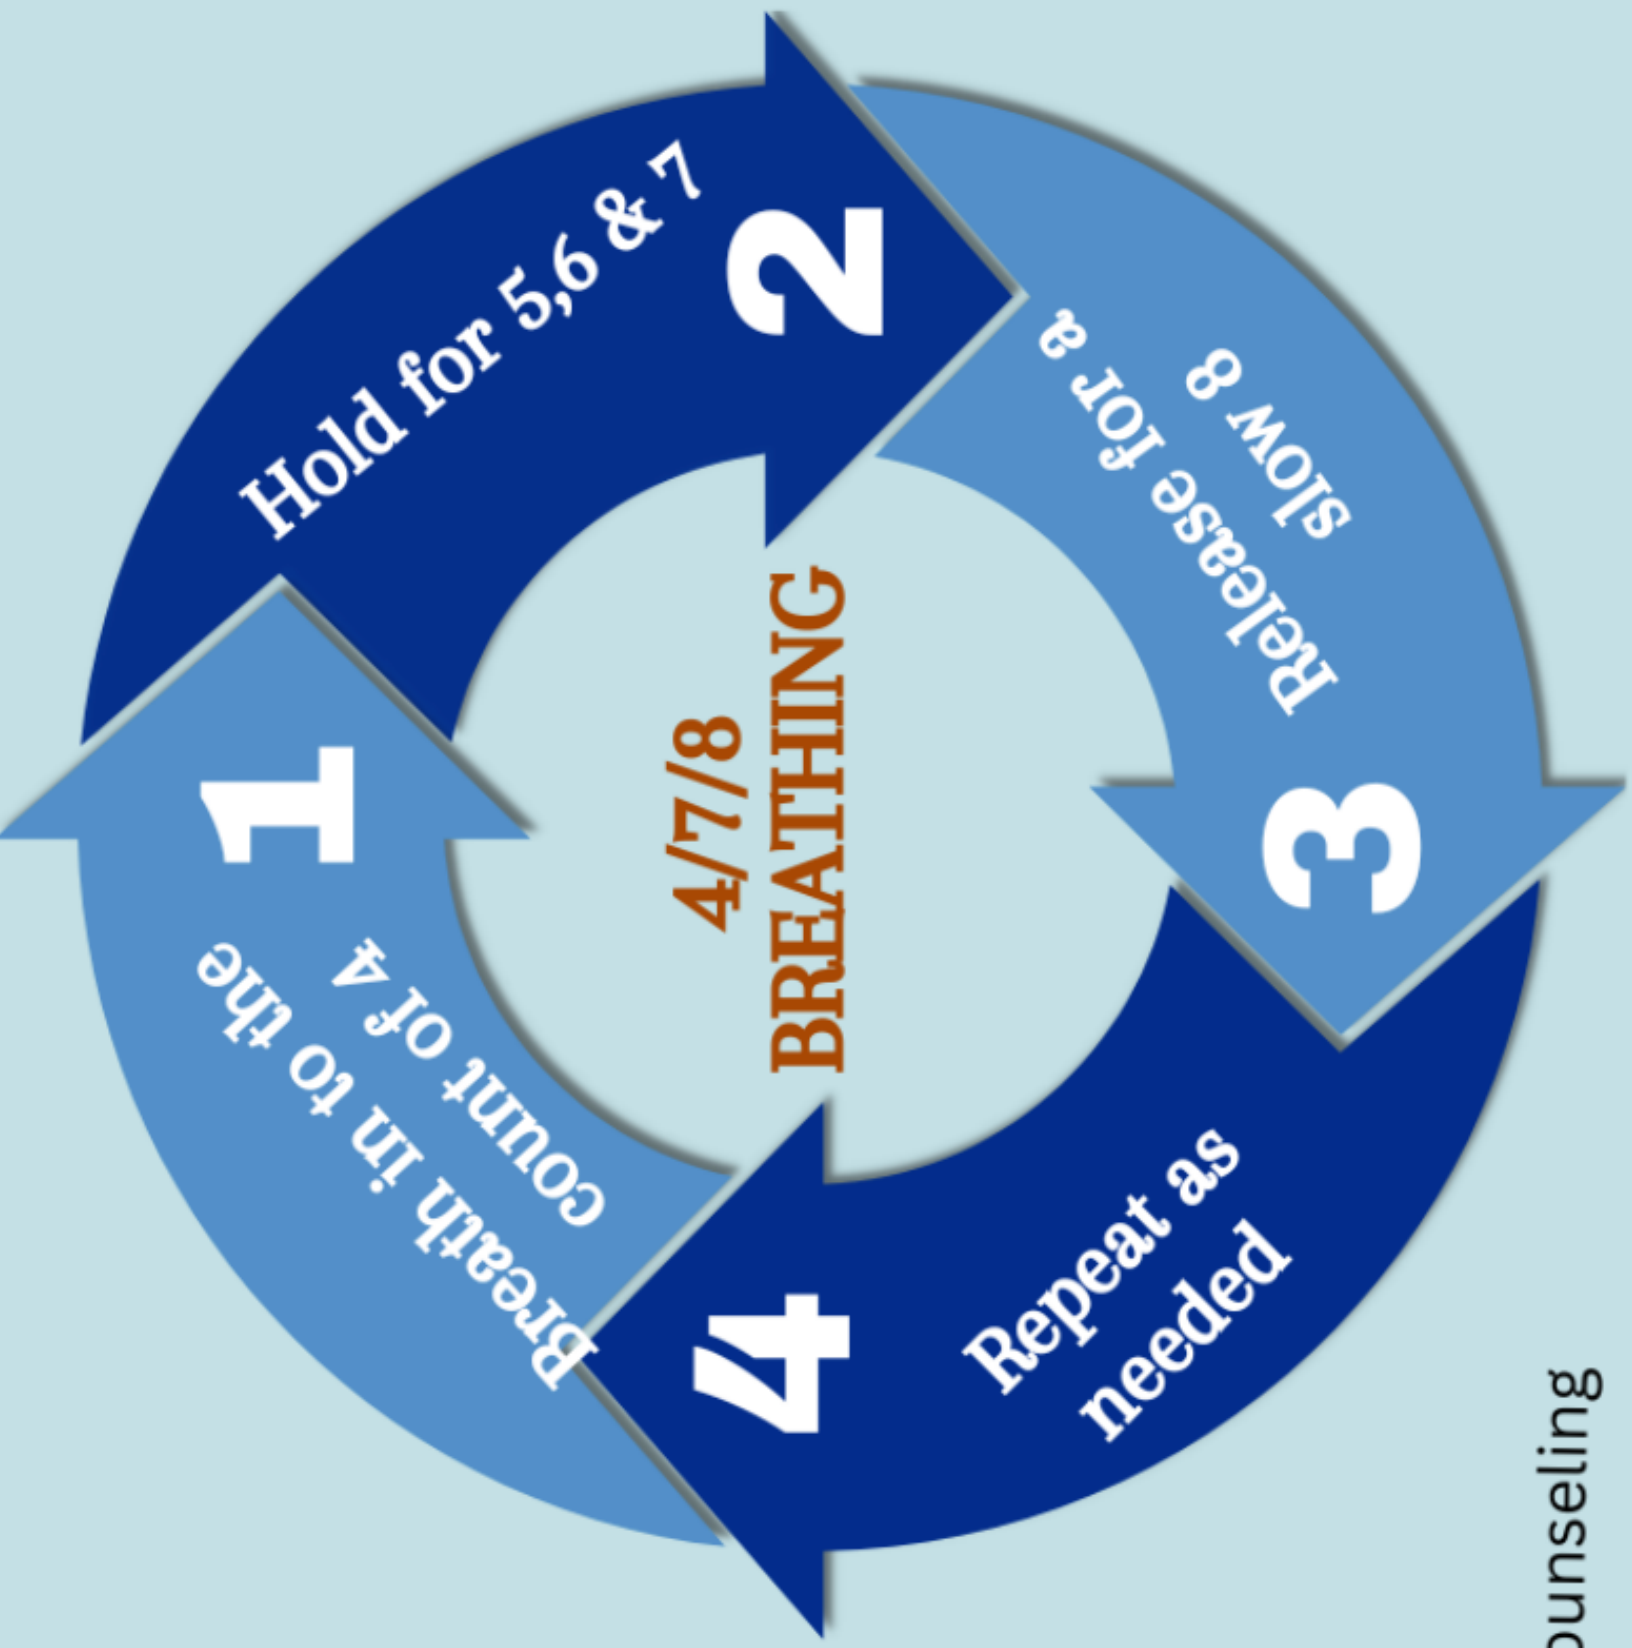 4/7/8
BREATHING
1
Breath in to the
count of 4
2
Hold for 5,6 & 7
3
Release for a
slow 8
4
Repeat as
needed
ounseling